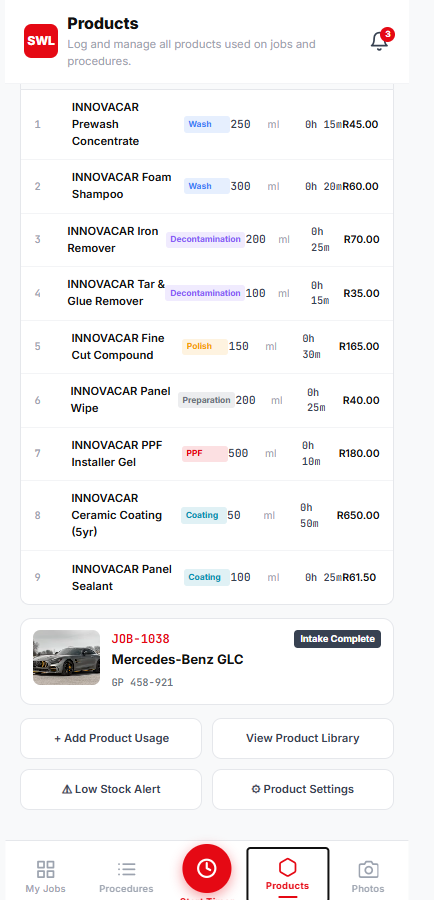 SWL
Products
Log and manage all products used on jobs and
procedures.
3
1 INNOVACAR Prewash Concentrate Wash 250 ml 0h 15m R45.00
2 INNOVACAR Foam Shampoo Wash 300 ml 0h 20m R60.00
3 INNOVACAR Iron Remover Decontamination 200 ml 0h 25m R70.00
4 INNOVACAR Tar & Glue Remover Decontamination 100 ml 0h 15m R35.00
5 INNOVACAR Fine Cut Compound Polish 150 ml 0h 30m R165.00
6 INNOVACAR Panel Wipe Preparation 200 ml 0h 25m R40.00
7 INNOVACAR PPF Installer Gel PPF 500 ml 0h 10m R180.00
8 INNOVACAR Ceramic Coating (5yr) Coating 50 ml 0h 50m R650.00
9 INNOVACAR Panel Sealant Coating 100 ml 0h 25m R61.50
JOB-1038
Intake Complete
Mercedes-Benz GLC
GP 458-921
+ Add Product Usage
View Product Library
⚠ Low Stock Alert
⚙ Product Settings
My Jobs
Procedures
Products
Photos